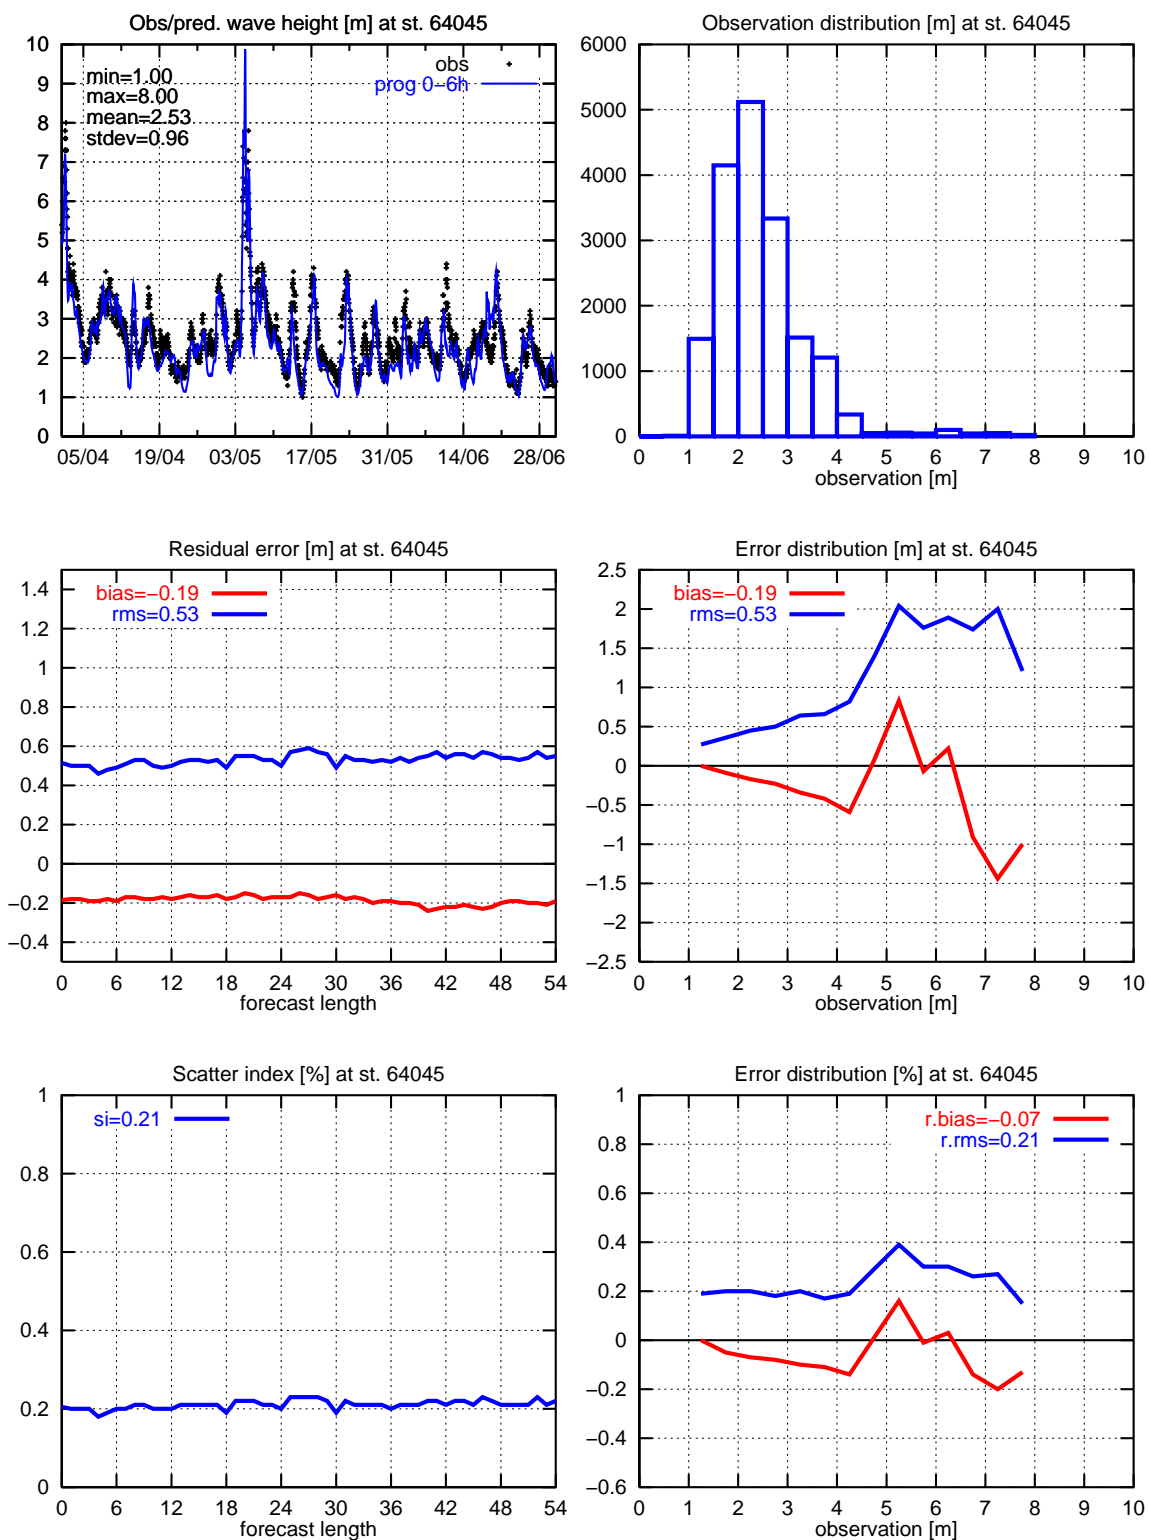 Obs/pred. wave height [m] at st. 64045
10
9
8
7
6
5
4
3
2
1
0
min=1.00
max=8.00
mean=2.53
stdev=0.96
obs
prog 0−6h
05/04 19/04 03/05 17/05 31/05 14/06 28/06
Observation distribution [m] at st. 64045
6000
5000
4000
3000
2000
1000
0
0 1 2 3 4 5 6 7 8 9 10
observation [m]
Residual error [m] at st. 64045
1.4
1.2
1
0.8
0.6
0.4
0.2
0
−0.2
−0.4
bias=−0.19
rms=0.53
0 6 12 18 24 30 36 42 48 54
forecast length
Error distribution [m] at st. 64045
2.5
2
1.5
1
0.5
0
−0.5
−1
−1.5
−2
−2.5
bias=−0.19
rms=0.53
0 1 2 3 4 5 6 7 8 9 10
observation [m]
Scatter index [%] at st. 64045
1
0.8
0.6
0.4
0.2
0
si=0.21
0 6 12 18 24 30 36 42 48 54
forecast length
Error distribution [%] at st. 64045
1
0.8
0.6
0.4
0.2
0
−0.2
−0.4
−0.6
r.bias=−0.07
r.rms=0.21
0 1 2 3 4 5 6 7 8 9 10
observation [m]